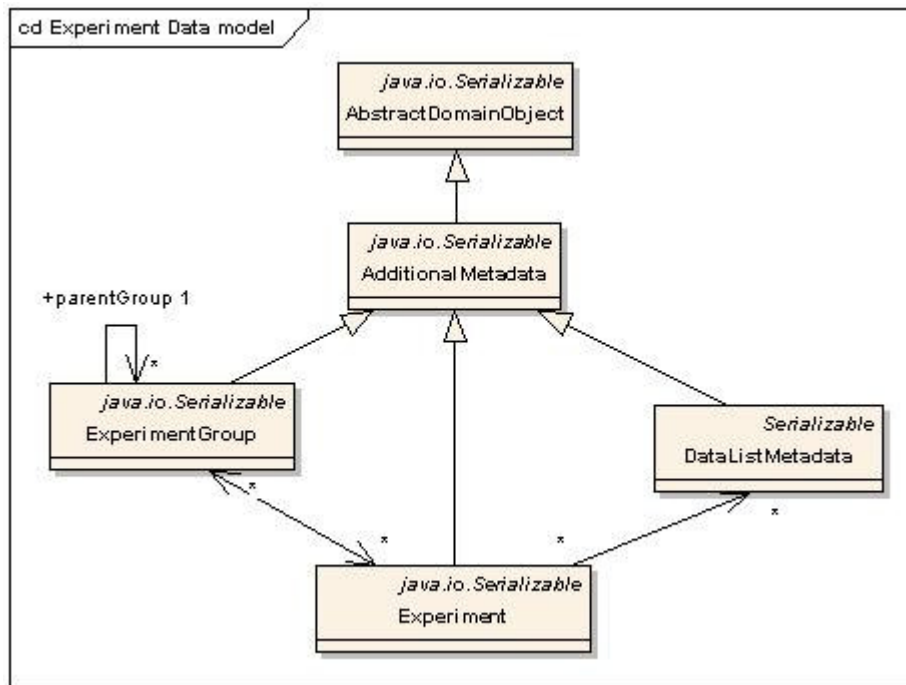 cd Experiment Data model
java.io.Serializable
AbstractDomainObject
java.io.Serializable
AdditionalMetadata
+parentGroup 1
*
java.io.Serializable
ExperimentGroup
Serializable
DataListMetadata
*
*
*
*
java.io.Serializable
Experiment